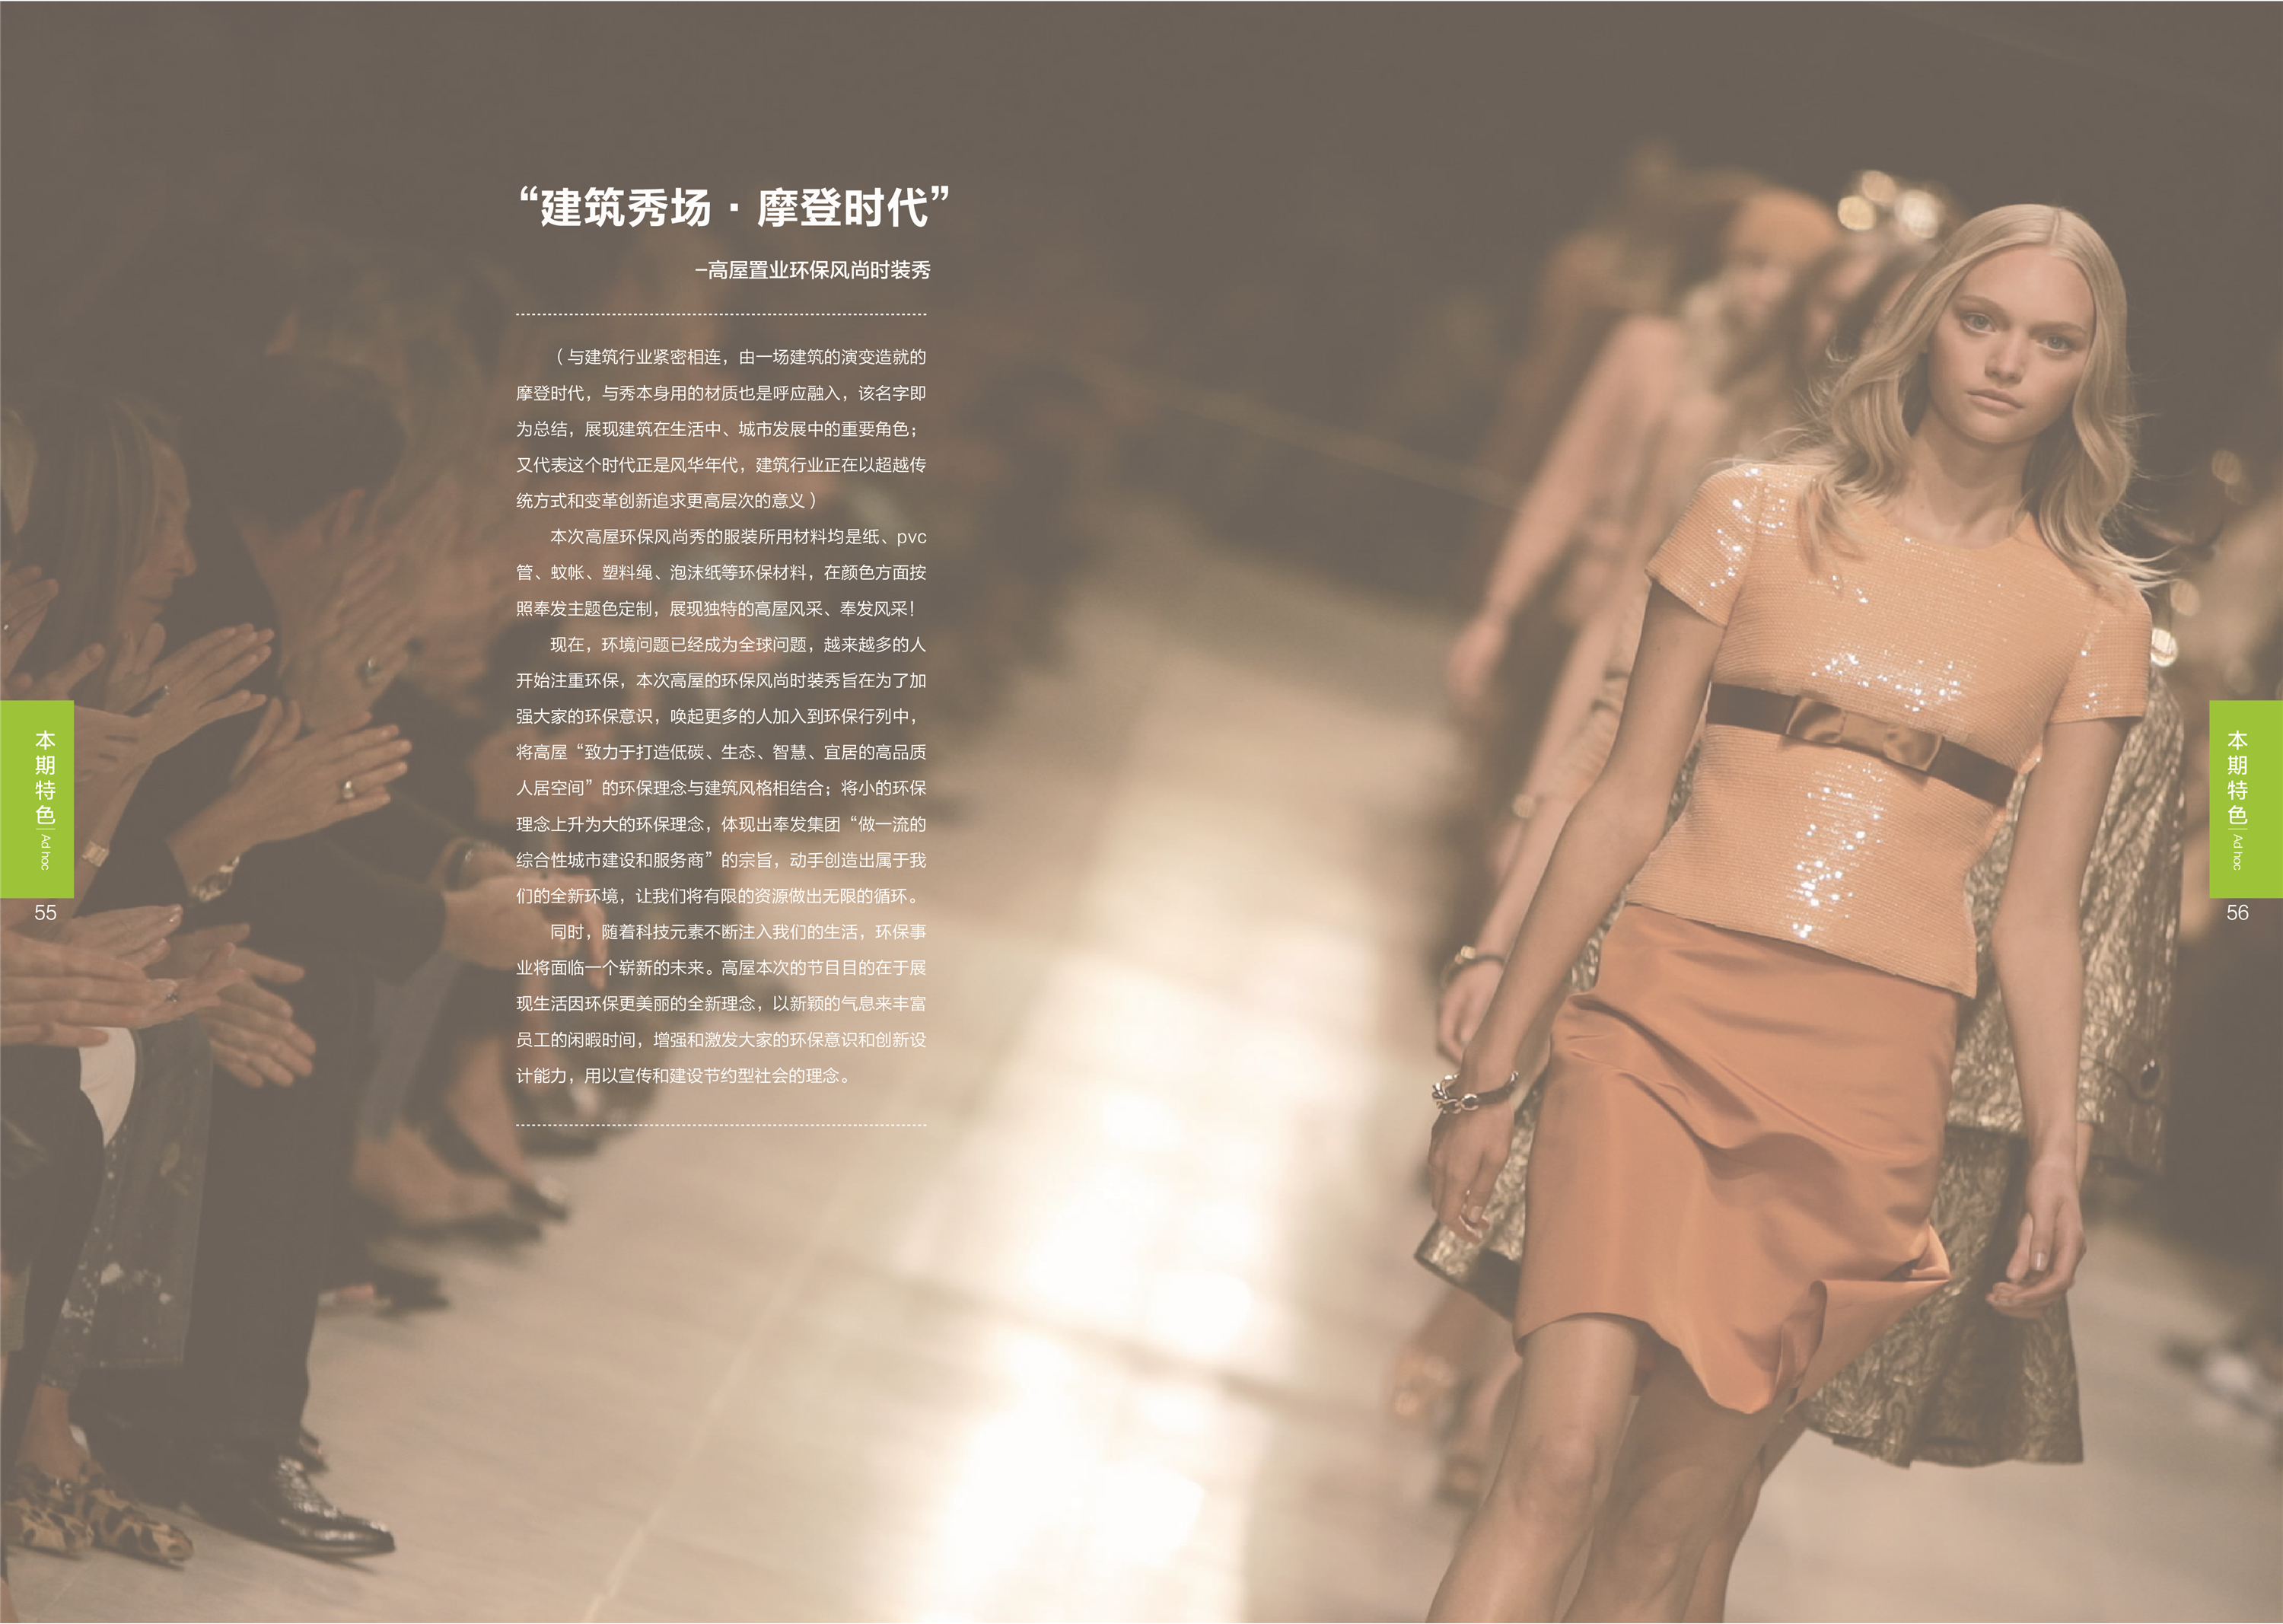 “建筑秀场·摩登时代”
–高屋置业环保风尚时装秀
（与建筑行业紧密相连，由一场建筑的演变造就的
摩登时代，与秀本身用的材质也是呼应融入，该名字即
为总结，展现建筑在生活中、城市发展中的重要角色；
又代表这个时代正是风华年代，建筑行业正在以超越传
统方式和变革创新追求更高层次的意义）
本次高屋环保风尚秀的服装所用材料均是纸、pvc
管、蚊帐、塑料绳、泡沫纸等环保材料，在颜色方面按
照奉发主题色定制，展现独特的高屋风采、奉发风采！
现在，环境问题已经成为全球问题，越来越多的人
开始注重环保，本次高屋的环保风尚时装秀旨在为了加
强大家的环保意识，唤起更多的人加入到环保行列中，
将高屋“致力于打造低碳、生态、智慧、宜居的高品质
人居空间”的环保理念与建筑风格相结合；将小的环保
理念上升为大的环保理念，体现出奉发集团“做一流的
综合性城市建设和服务商”的宗旨，动手创造出属于我
们的全新环境，让我们将有限的资源做出无限的循环。
同时，随着科技元素不断注入我们的生活，环保事
业将面临一个崭新的未来。高屋本次的节目目的在于展
现生活因环保更美丽的全新理念，以新颖的气息来丰富
员工的闲暇时间，增强和激发大家的环保意识和创新设
计能力，用以宣传和建设节约型社会的理念。
本期特色 | Ad hoc
55
本期特色 | Ad hoc
56